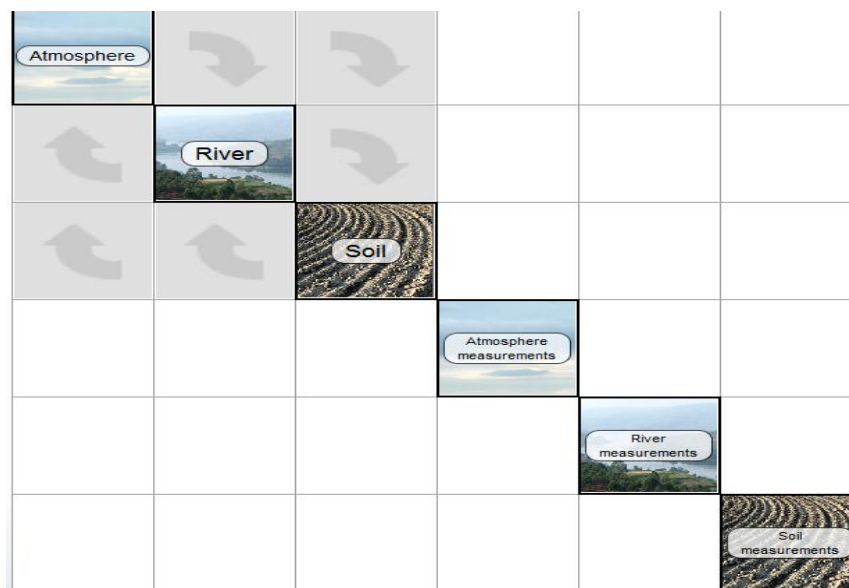 Atmosphere
River
Soil
Atmosphere
measurements
River
measurements
Soil
measurements